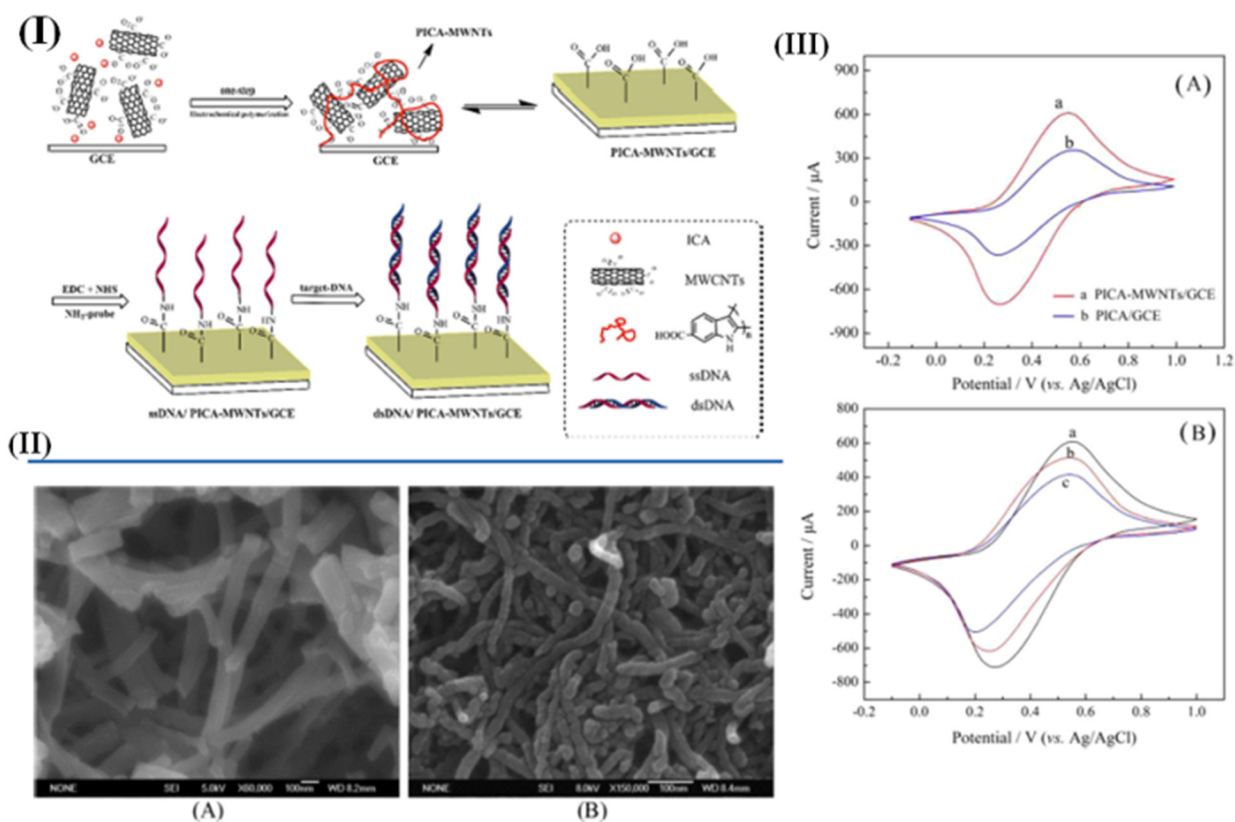 (I)
PICA-MWNTs
one-step
Electrochemical polymerization
GCE
GCE
PICA-MWNTs/GCE
EDC + NHS
NH₂-probe
target-DNA
ssDNA/ PICA-MWNTs/GCE
dsDNA/ PICA-MWNTs/GCE
ICA
MWCNTs
HOOC
N
H
n
ssDNA
dsDNA
(II)
NONE SEI 5.0kV X60,000 100nm WD 8.2mm
(A)
NONE SEI 8.0kV X150,000 100nm WD 8.4mm
(B)
(III)
(A)
Current / μA
900
600
300
0
-300
-600
-900
a
b
a PICA-MWNTs/GCE
b PICA/GCE
0.0 0.2 0.4 0.6 0.8 1.0 1.2
Potential / V (vs. Ag/AgCl)
(B)
Current / μA
800
600
400
200
0
-200
-400
-600
-800
a
b
c
-0.2 0.0 0.2 0.4 0.6 0.8 1.0
Potential / V (vs. Ag/AgCl)